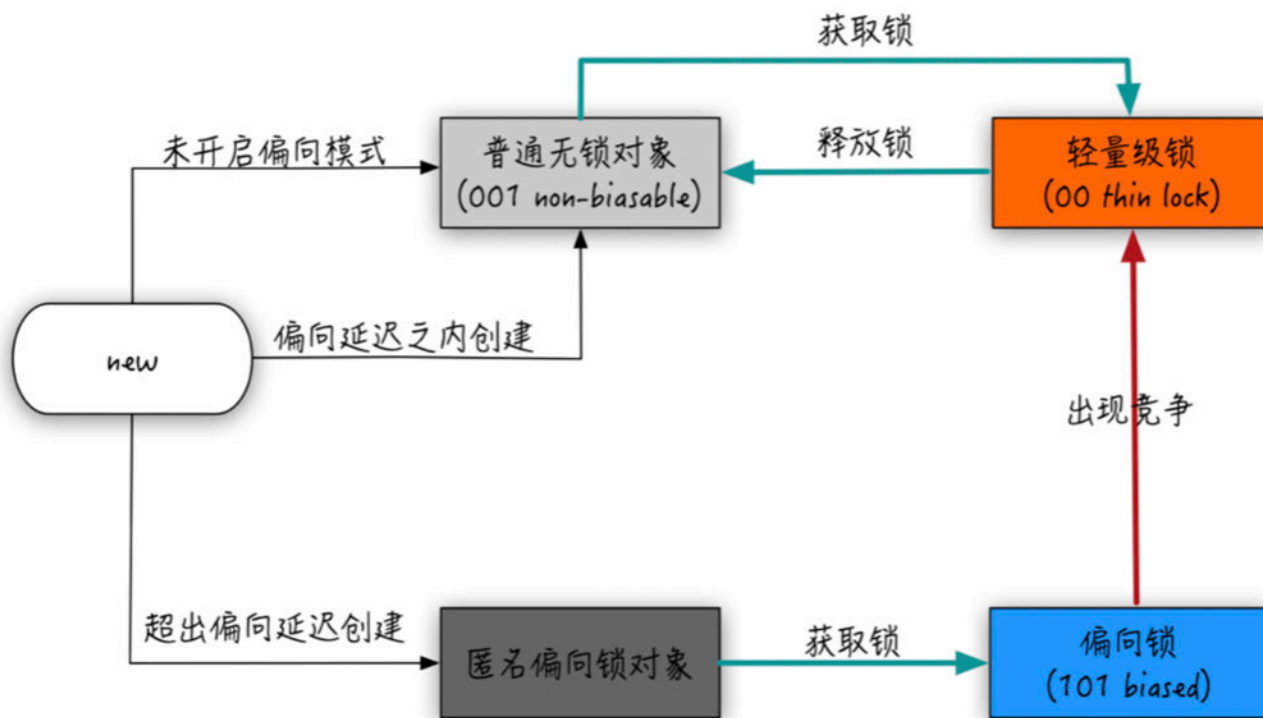 获取锁
未开启偏向模式
普通无锁对象
(001 non-biasable)
释放锁
轻量级锁
(00 thin lock)
new
偏向延迟之内创建
出现竞争
超出偏向延迟创建
匿名偏向锁对象
获取锁
偏向锁
(101 biased)